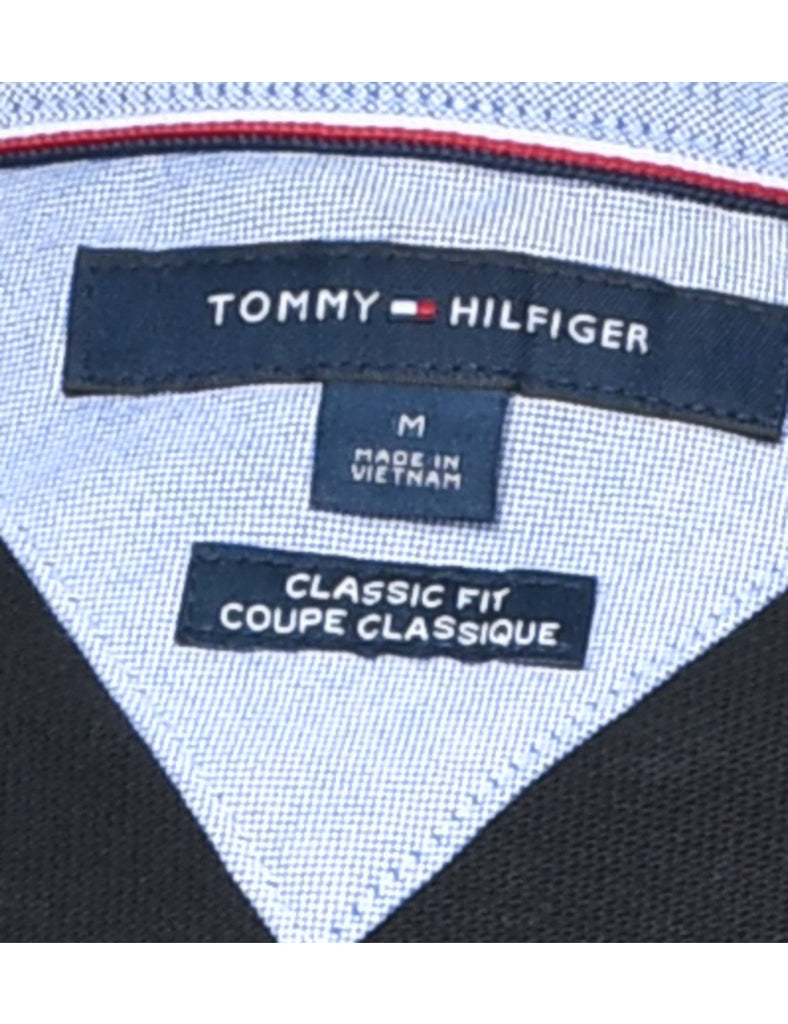 TOMMY HILFIGER
M
MADE IN
VIETNAM
CLASSIC FIT
COUPE CLASSIQUE